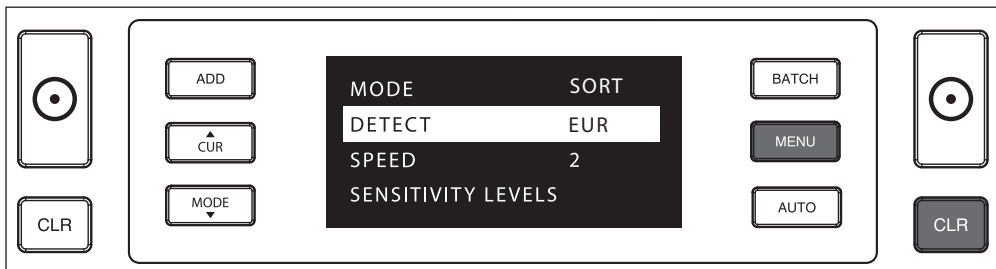 CLR
ADD
CUR
MODE
MODE SORT
DETECT EUR
SPEED 2
SENSITIVITY LEVELS
BATCH
MENU
AUTO
CLR